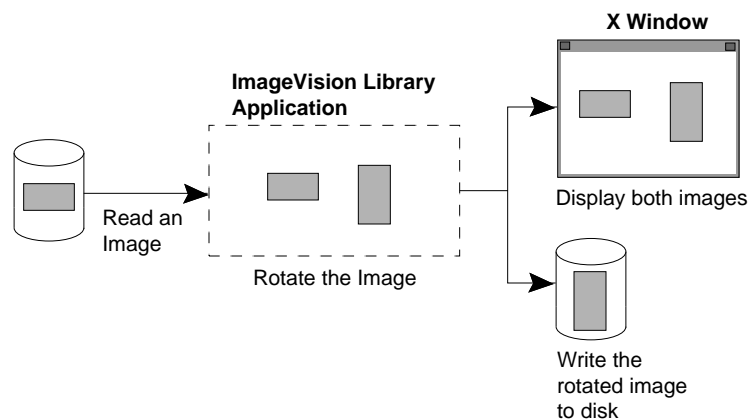 X Window
ImageVision Library
Application
Read an
Image
Rotate the Image
Display both images
Write the
rotated image
to disk